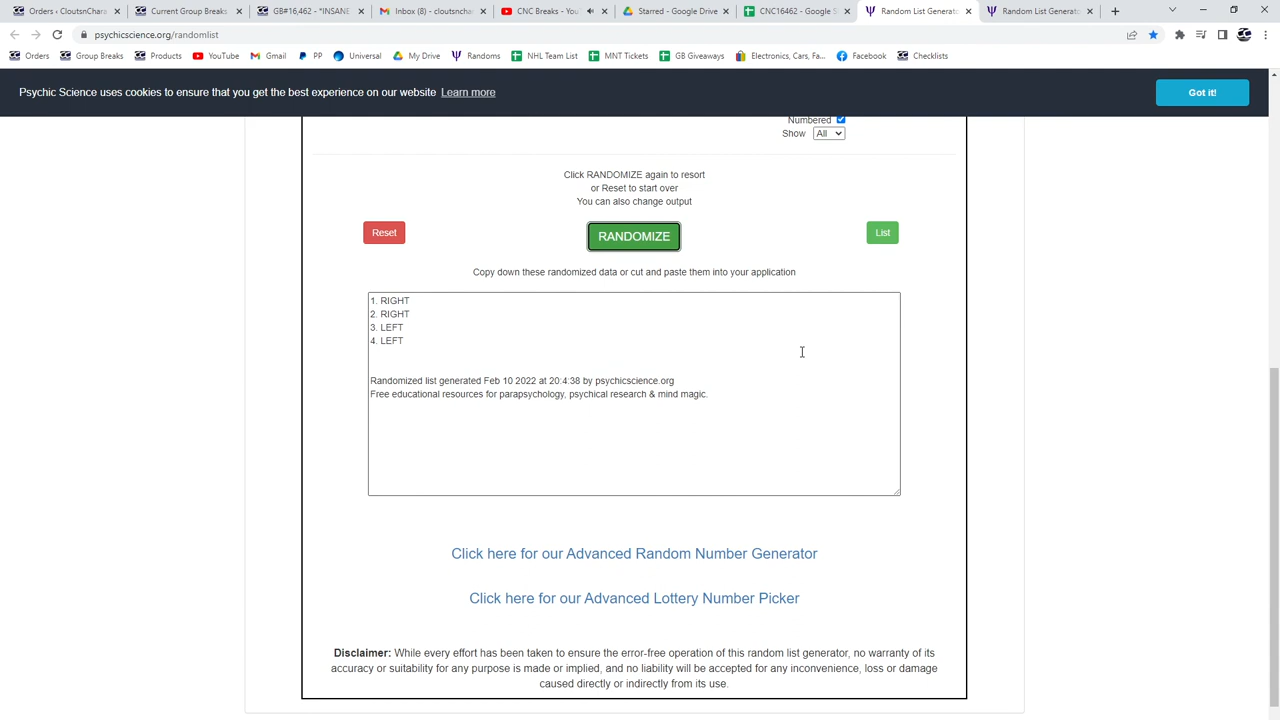 Orders ‹ CloutsnChara
Current Group Breaks
GB#16,462 - *INSANE
Inbox (8) - cloutsnchar
CNC Breaks - You
Starred - Google Drive
CNC16462 - Google S
Random List Generato
Random List Generato
psychicscience.org/randomlist
Orders
Group Breaks
Products
YouTube
Gmail
PP
Universal
My Drive
Randoms
NHL Team List
MNT Tickets
GB Giveaways
Electronics, Cars, Fa...
Facebook
Checklists
Psychic Science uses cookies to ensure that you get the best experience on our website Learn more
Got it!
Numbered
Show All
Click RANDOMIZE again to resort
or Reset to start over
You can also change output
Reset
RANDOMIZE
List
Copy down these randomized data or cut and paste them into your application
1. RIGHT
2. RIGHT
3. LEFT
4. LEFT
Randomized list generated Feb 10 2022 at 20:4:38 by psychicscience.org
Free educational resources for parapsychology, psychical research & mind magic.
Click here for our Advanced Random Number Generator
Click here for our Advanced Lottery Number Picker
Disclaimer: While every effort has been taken to ensure the error-free operation of this random list generator, no warranty of its
accuracy or suitability for any purpose is made or implied, and no liability will be accepted for any inconvenience, loss or damage
caused directly or indirectly from its use.